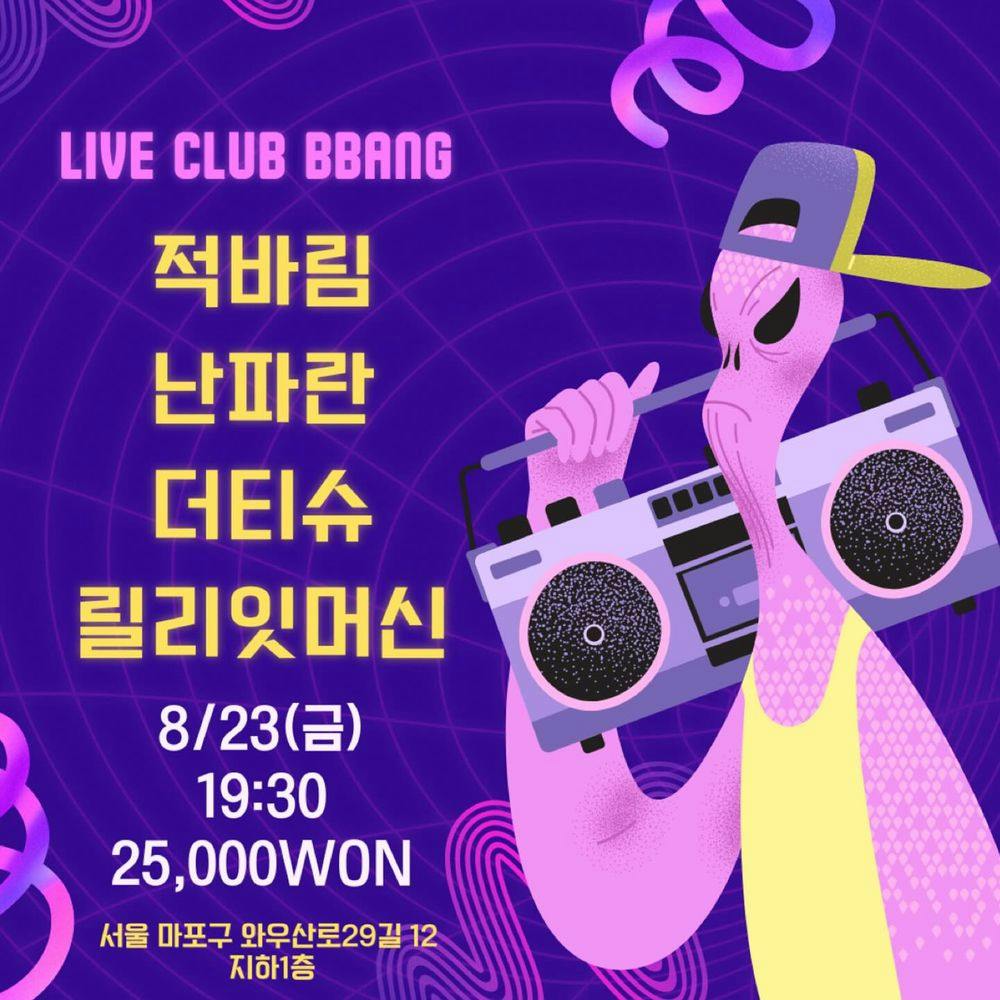 LIVE CLUB BBANG
적바림
난파란
더티슈
릴리잇머신
8/23(금)
19:30
25,000WON
서울 마포구 와우산로29길 12
지하1층